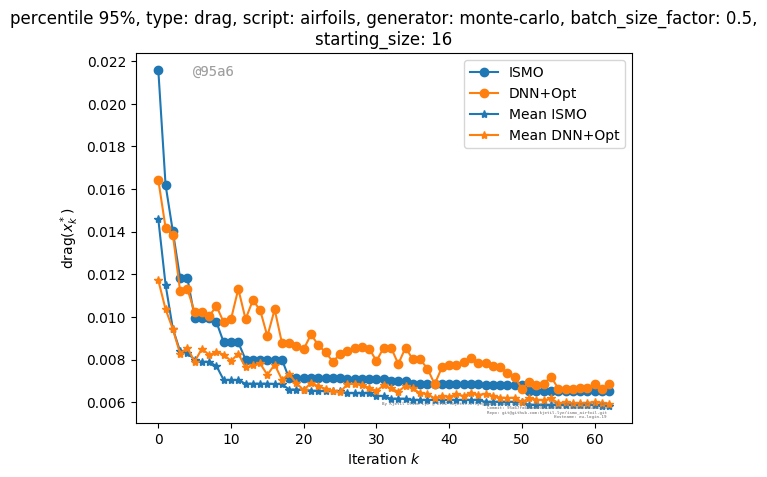 percentile 95%, type: drag, script: airfoils, generator: monte-carlo, batch_size_factor: 0.5,
starting_size: 16
@95a6
ISMO
DNN+Opt
Mean ISMO
Mean DNN+Opt
0.022
0.020
0.018
0.016
0.014
0.012
0.010
0.008
0.006
drag(x*k)
0
10
20
30
40
50
60
Iteration k